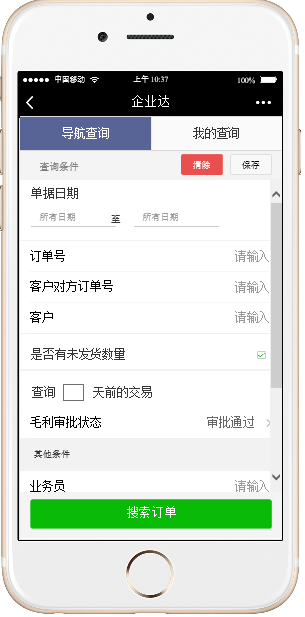 中国移动 上午 10:37 100%
企业达
导航查询 我的查询
查询条件 清除 保存
单据日期
所有日期 至 所有日期
订单号 请输入
客户对方订单号 请输入
客户 请输入
是否有未发货数量
查询 天前的交易
毛利审批状态 审批通过
其他条件
业务员 请输入
搜索订单